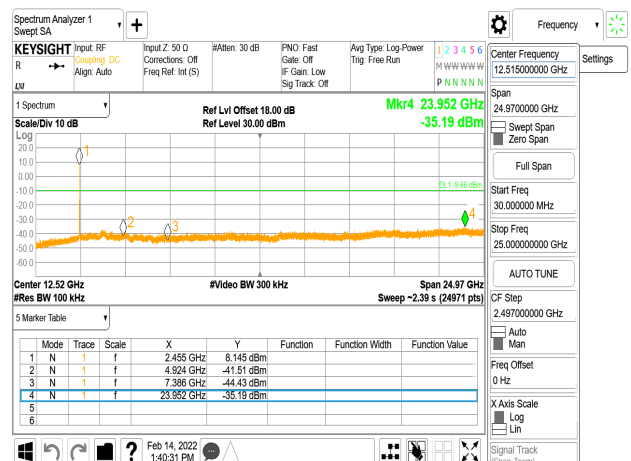 Spectrum Analyzer 1
Swept SA
Frequency
KEYSIGHT
Input: RF
Input Z: 50 Ω
#Atten: 30 dB
PNO: Fast
Avg Type: Log-Power
1 2 3 4 5 6
R
Coupling: DC
Corrections: Off
Gate: Off
Trig: Free Run
M W W W W W
Align: Auto
Freq Ref: Int (S)
IF Gain: Low
Sig Track: Off
P N N N N N
LXI
Center Frequency
12.515000000 GHz
Settings
1 Spectrum
Ref Lvl Offset 18.00 dB
Mkr4 23.952 GHz
Scale/Div 10 dB
Ref Level 30.00 dBm
-35.19 dBm
Log
20.0
10.0
0.00
-10.0
-20.0
-30.0
-40.0
-50.0
-60.0
1
2
3
4
DL1 -9.66 dBm
Center 12.52 GHz
#Video BW 300 kHz
Span 24.97 GHz
#Res BW 100 kHz
Sweep ~2.39 s (24971 pts)
Span
24.9700000 GHz
Swept Span
Zero Span
Full Span
Start Freq
30.000000 MHz
Stop Freq
25.000000000 GHz
AUTO TUNE
CF Step
2.497000000 GHz
Auto
Man
Freq Offset
0 Hz
X Axis Scale
Log
Lin
Signal Track
(Span Zoom)
5 Marker Table
Mode Trace Scale X Y Function Function Width Function Value
1 N 1 f 2.455 GHz 8.145 dBm
2 N 1 f 4.924 GHz -41.51 dBm
3 N 1 f 7.386 GHz -44.43 dBm
4 N 1 f 23.952 GHz -35.19 dBm
5
6
?
Feb 14, 2022
1:40:31 PM